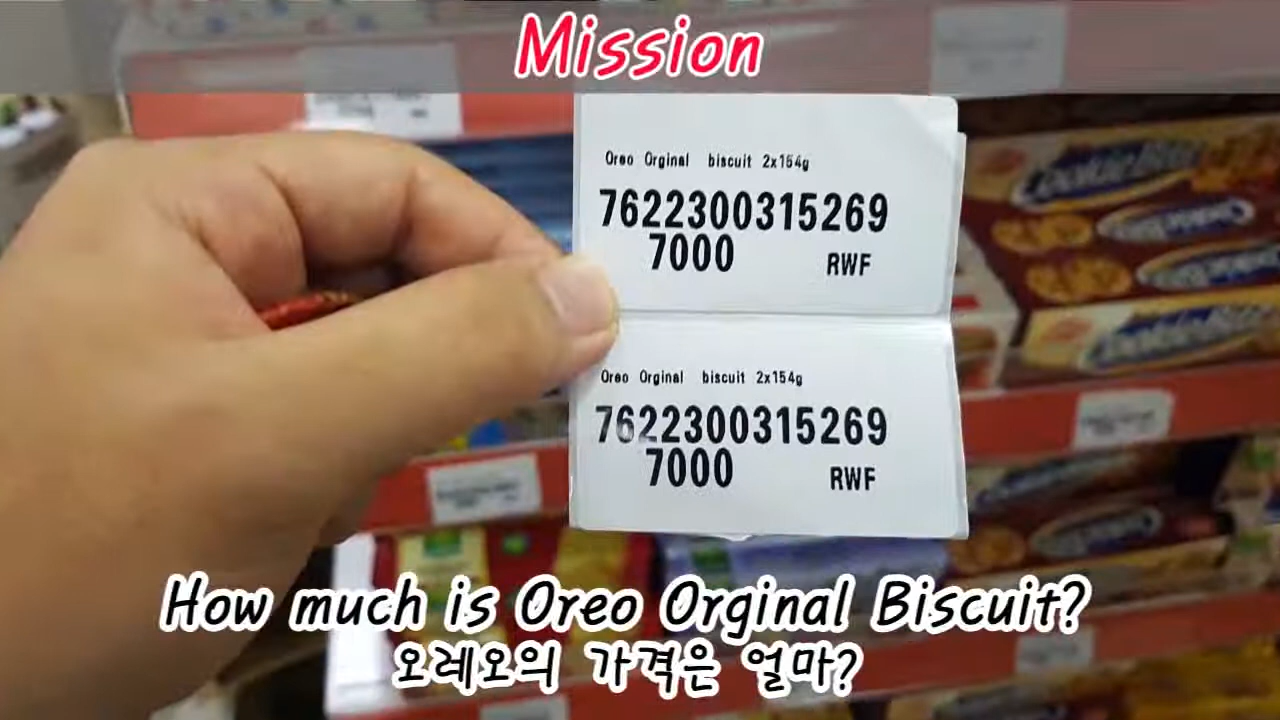 Mission
Oreo Orginal biscuit 2x154g
7622300315269
7000 RWF
Oreo Orginal biscuit 2x154g
7622300315269
7000 RWF
How much is Oreo Orginal Biscuit?
오레오의 가격은 얼마?